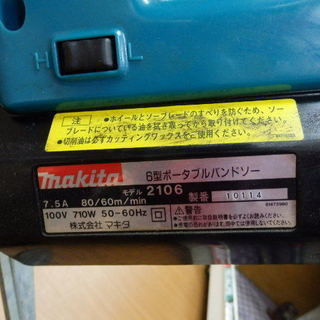 H L
注 ●ホイールとソーブレードのすべりを防ぐため、ソー
ブレードについている油を拭き取ってから取り付けてください。
●切削油は必ずカッティングワックスをご使用ください。
makita
6型ポータブルバンドソー
モデル 2106 製番 10114
7.5A 80/60m/min
100V 710W 50-60Hz
株式会社 マキタ
警告